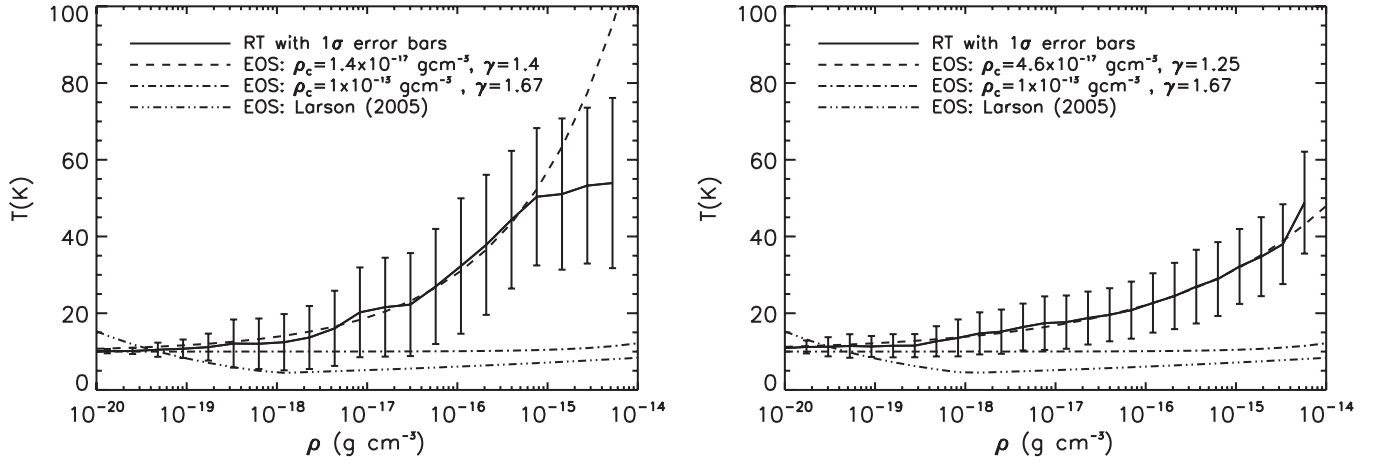 100
80
60
40
20
0
T(K)
RT with 1σ error bars
EOS: ρc=1.4x10⁻¹⁷ gcm⁻³, γ=1.4
EOS: ρc=1x10⁻¹³ gcm⁻³ , γ=1.67
EOS: Larson (2005)
10⁻²⁰ 10⁻¹⁹ 10⁻¹⁸ 10⁻¹⁷ 10⁻¹⁶ 10⁻¹⁵ 10⁻¹⁴
ρ (g cm⁻³)
100
80
60
40
20
0
T(K)
RT with 1σ error bars
EOS: ρc=4.6x10⁻¹⁷ gcm⁻³, γ=1.25
EOS: ρc=1x10⁻¹³ gcm⁻³ , γ=1.67
EOS: Larson (2005)
10⁻²⁰ 10⁻¹⁹ 10⁻¹⁸ 10⁻¹⁷ 10⁻¹⁶ 10⁻¹⁵ 10⁻¹⁴
ρ (g cm⁻³)